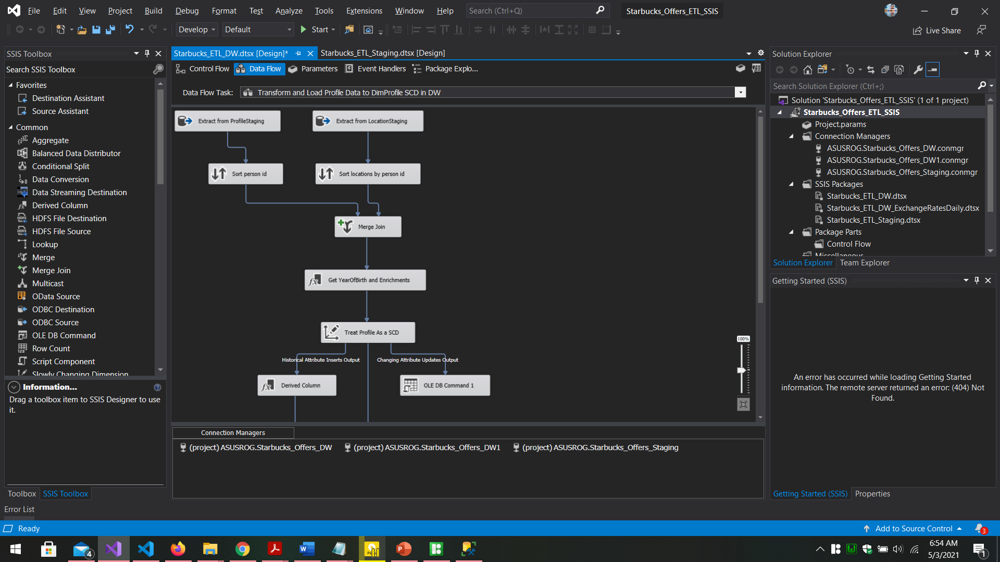 File Edit View Project Build Debug Format Test Analyze Tools Extensions Window Help Search (Ctrl+Q) Starbucks_Offers_ETL_SSIS
Develop Default Start Live Share
SSIS Toolbox
Search SSIS Toolbox
Favorites
Destination Assistant
Source Assistant
Common
Aggregate
Balanced Data Distributor
Conditional Split
Data Conversion
Data Streaming Destination
Derived Column
HDFS File Destination
HDFS File Source
Lookup
Merge
Merge Join
Multicast
OData Source
ODBC Destination
ODBC Source
OLE DB Command
Row Count
Script Component
Slowly Changing Dimension
Information...
Drag a toolbox item to SSIS Designer to use
it.
Toolbox SSIS Toolbox
Error List
Starbucks_ETL_DW.dtsx [Design]* Starbucks_ETL_Staging.dtsx [Design]
Control Flow Data Flow Parameters Event Handlers Package Explo...
Data Flow Task: Transform and Load Profile Data to DimProfile SCD in DW
Extract from ProfileStaging Extract from LocationStaging
Sort person id Sort locations by person id
Merge Join
Get YearOfBirth and Enrichments
Treat Profile As a SCD
Historical Attribute Inserts Output Changing Attribute Updates Output
Derived Column OLE DB Command 1
100%
Connection Managers
(project) ASUSROG.Starbucks_Offers_DW (project) ASUSROG.Starbucks_Offers_DW1 (project) ASUSROG.Starbucks_Offers_Staging
Solution Explorer
Search Solution Explorer (Ctrl+;)
Solution 'Starbucks_Offers_ETL_SSIS' (1 of 1 project)
Starbucks_Offers_ETL_SSIS
Project.params
Connection Managers
ASUSROG.Starbucks_Offers_DW.conmgr
ASUSROG.Starbucks_Offers_DW1.conmgr
ASUSROG.Starbucks_Offers_Staging.conmgr
SSIS Packages
Starbucks_ETL_DW.dtsx
Starbucks_ETL_DW_ExchangeRatesDaily.dtsx
Starbucks_ETL_Staging.dtsx
Package Parts
Control Flow
Miscellaneous
Solution Explorer Team Explorer
Getting Started (SSIS)
An error has occurred while loading Getting Started
information. The remote server returned an error: (404) Not
Found.
Getting Started (SSIS) Properties
Ready Add to Source Control 3
4 6:54 AM
5/3/2021 1